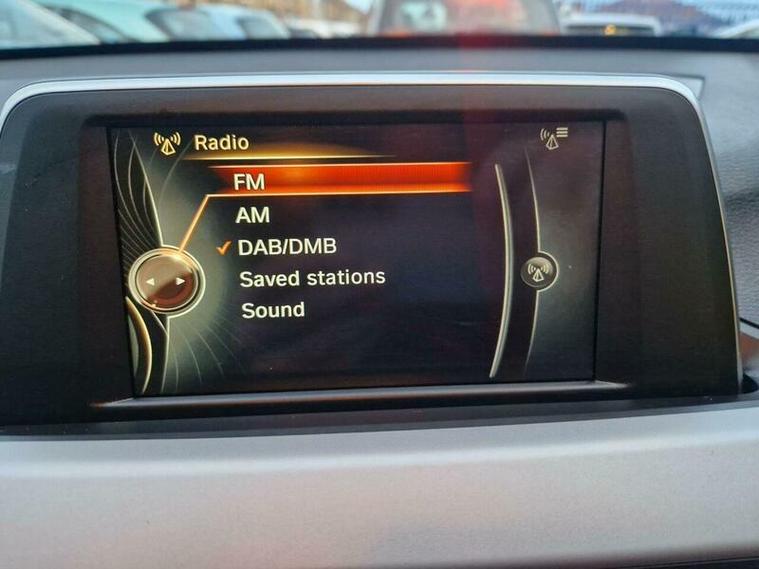 Radio
FM
AM
DAB/DMB
Saved stations
Sound